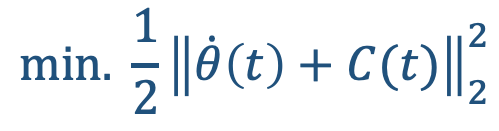 min. 1/2 ‖θ̇(t) + C(t)‖₂²